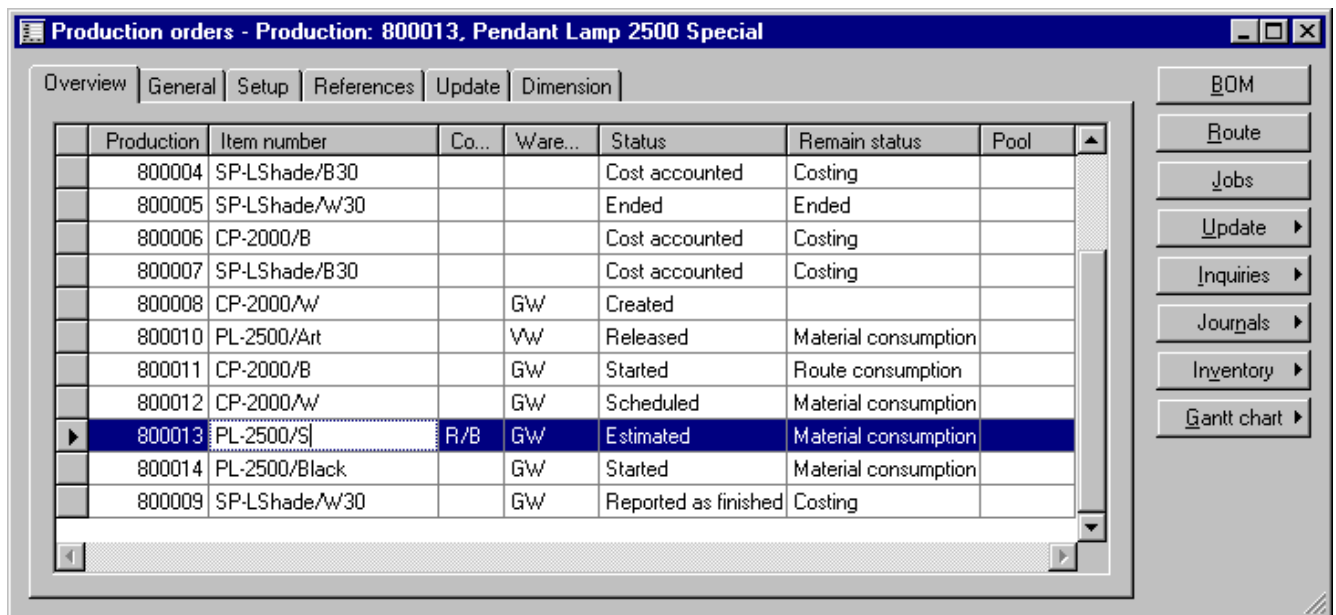 Production orders - Production: 800013, Pendant Lamp 2500 Special
Overview General Setup References Update Dimension
Production Item number Co... Ware... Status Remain status Pool
800004 SP-LShade/B30 Cost accounted Costing
800005 SP-LShade/W30 Ended Ended
800006 CP-2000/B Cost accounted Costing
800007 SP-LShade/B30 Cost accounted Costing
800008 CP-2000/W GW Created
800010 PL-2500/Art VW Released Material consumption
800011 CP-2000/B GW Started Route consumption
800012 CP-2000/W GW Scheduled Material consumption
800013 PL-2500/S R/B GW Estimated Material consumption
800014 PL-2500/Black GW Started Material consumption
800009 SP-LShade/W30 GW Reported as finished Costing
BOM
Route
Jobs
Update
Inquiries
Journals
Inventory
Gantt chart